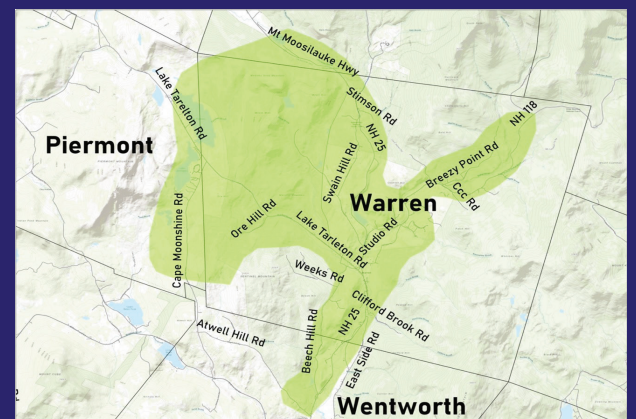 Mt Moosilauke Hwy
Lake Tarelton Rd
Stimson Rd
NH 118
NH 25
Piermont
Breezy Point Rd
Swain Hill Rd
Ccc Rd
Warren
Cape Moonshine Rd
Ore Hill Rd
Lake Tarleton Rd
Studio Rd
Weeks Rd
Clifford Brook Rd
Atwell Hill Rd
Beech Hill Rd
NH 25
East Side Rd
Wentworth